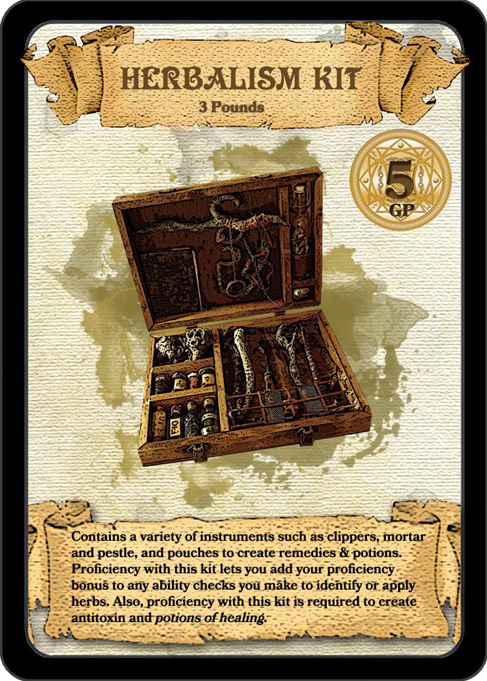 HERBALISM KIT
3 Pounds
5
GP
Contains a variety of instruments such as clippers, mortar
and pestle, and pouches to create remedies & potions.
Proficiency with this kit lets you add your proficiency
bonus to any ability checks you make to identify or apply
herbs. Also, proficiency with this kit is required to create
antitoxin and potions of healing.